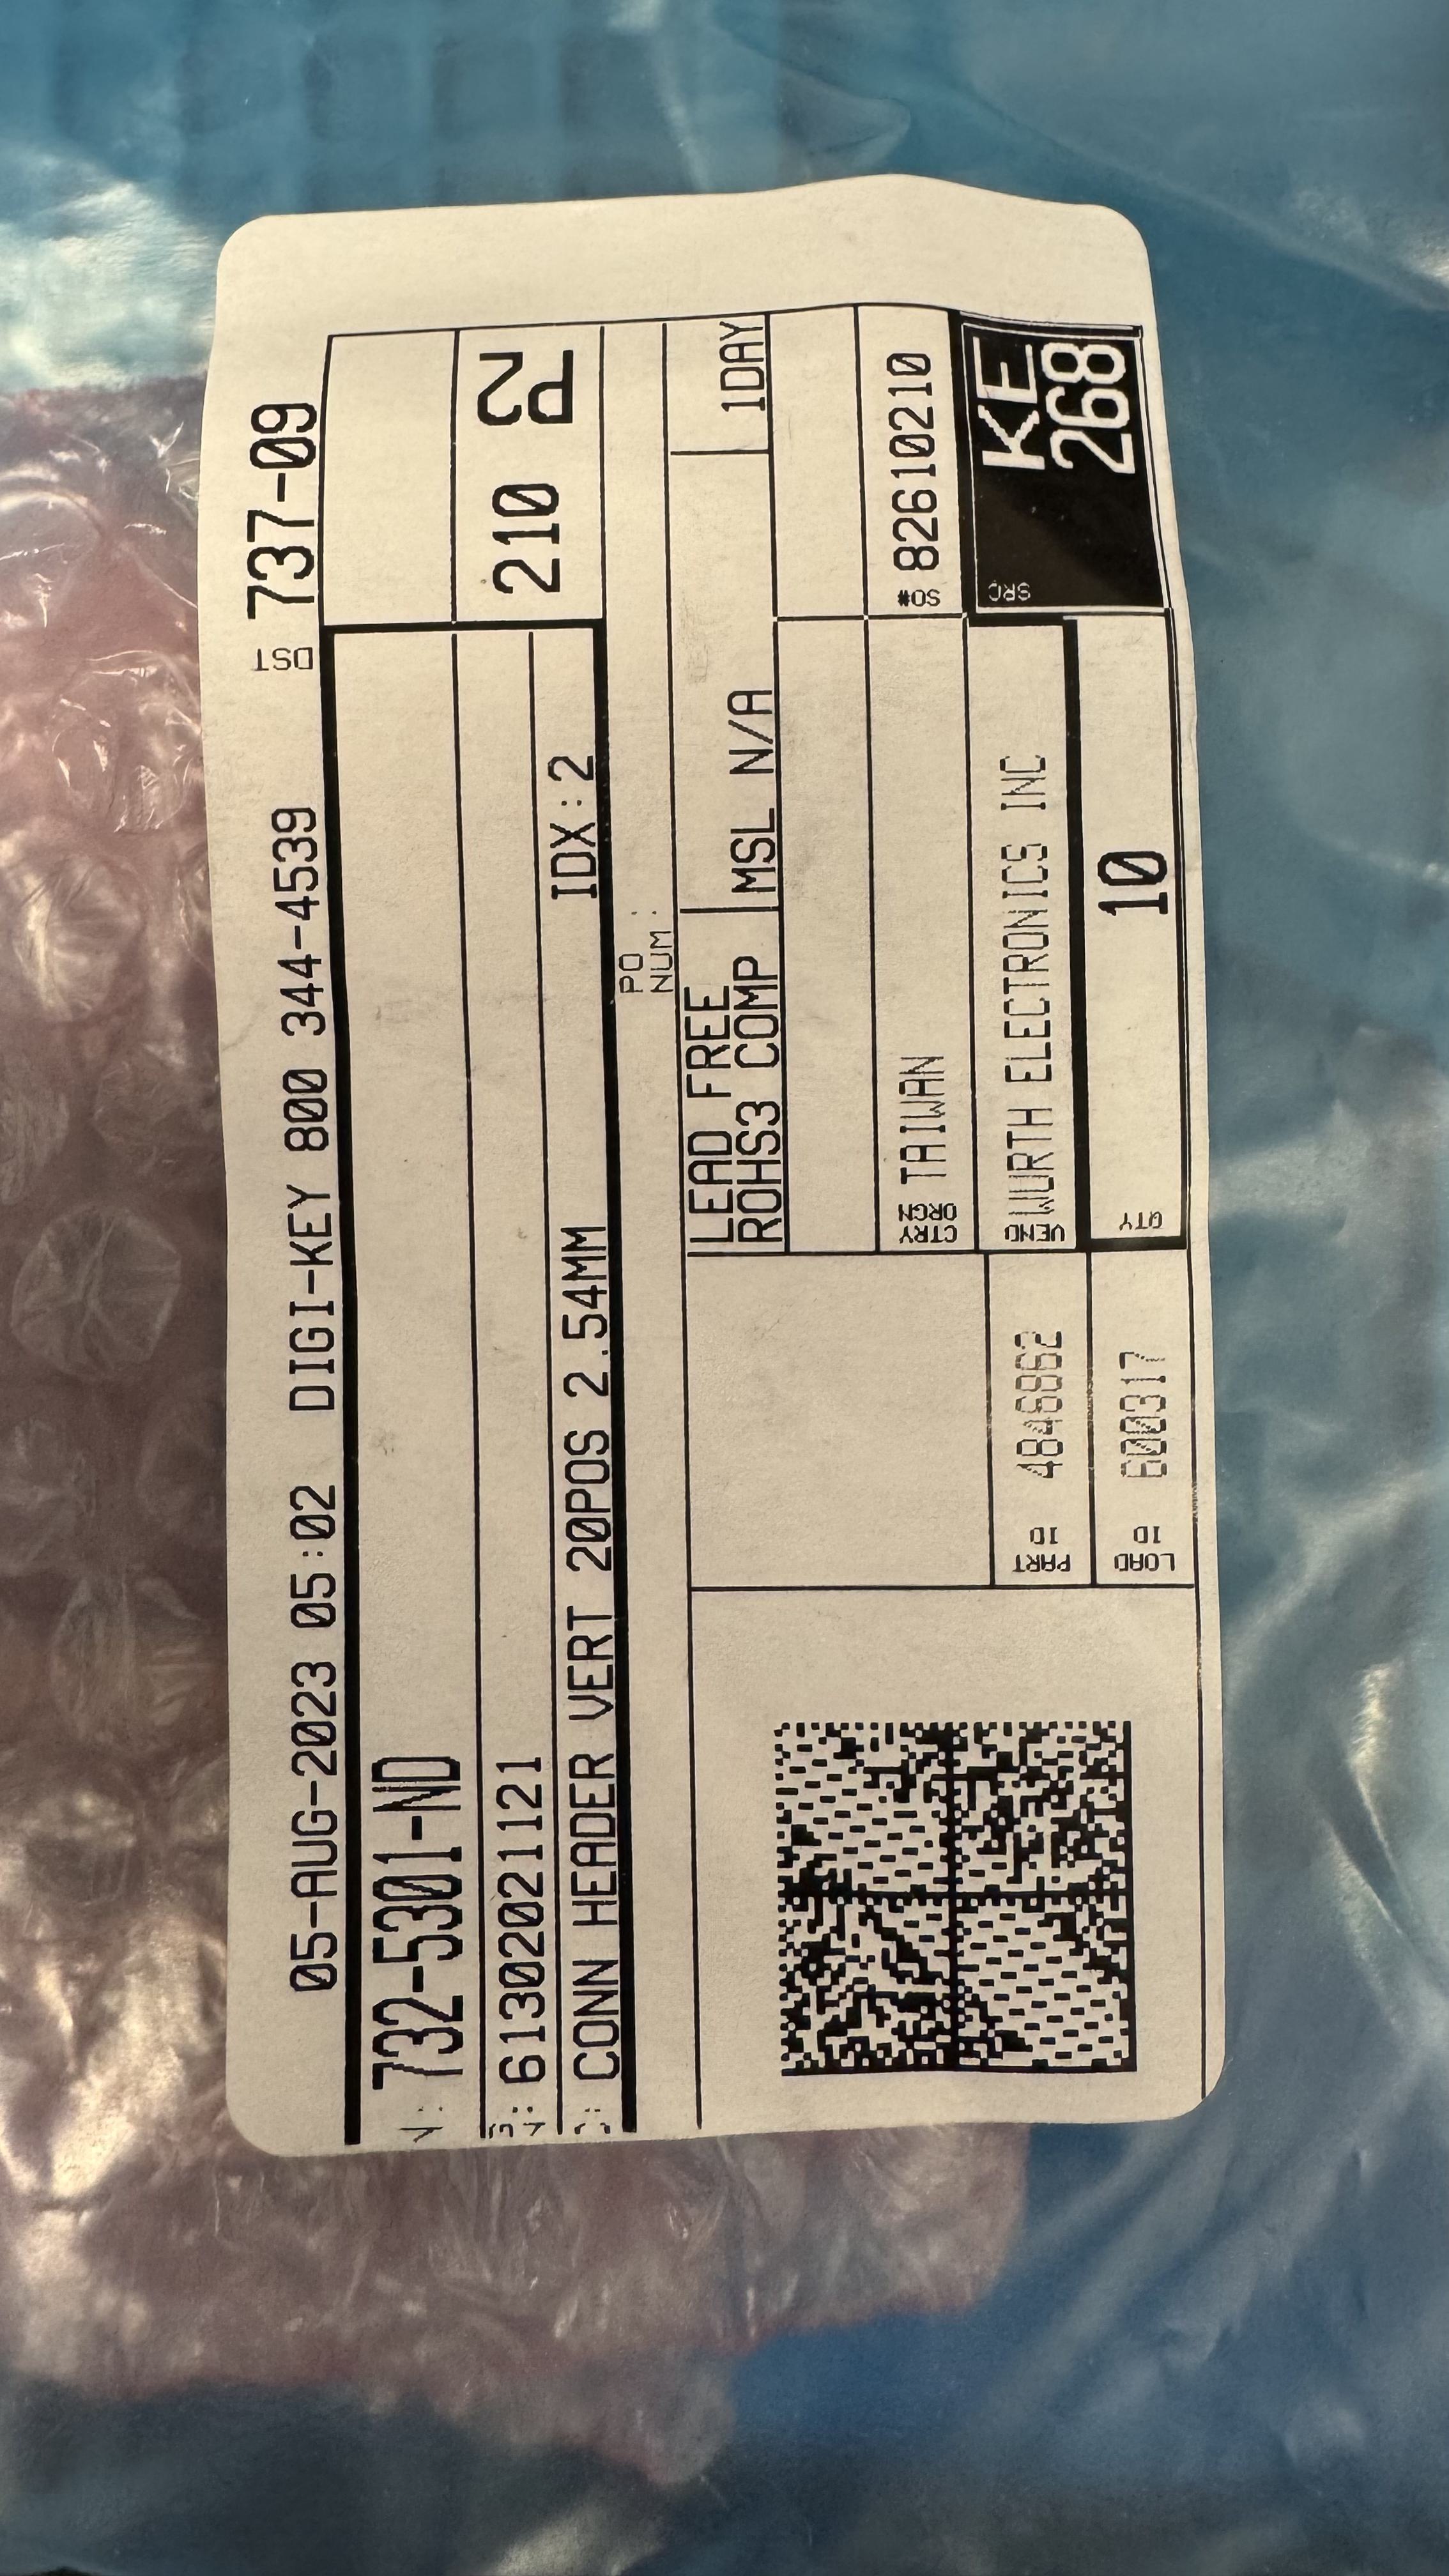 DST 737-09
05-AUG-2023 05:02 DIGI-KEY 800 344-4539
732-5301-ND
61302021121
210 P2
CONN HEADER VERT 20POS 2.54MM IDX:2
PO
NUM:
LEAD FREE
ROHS3 COMP
MSL N/A
1DAY
CTRY
ORGN TAIWAN
SO# 82610210
PART
ID 4846862
VEND WURTH ELECTRONICS INC
SRC KE
268
LOAD
ID 600317
QTY 10